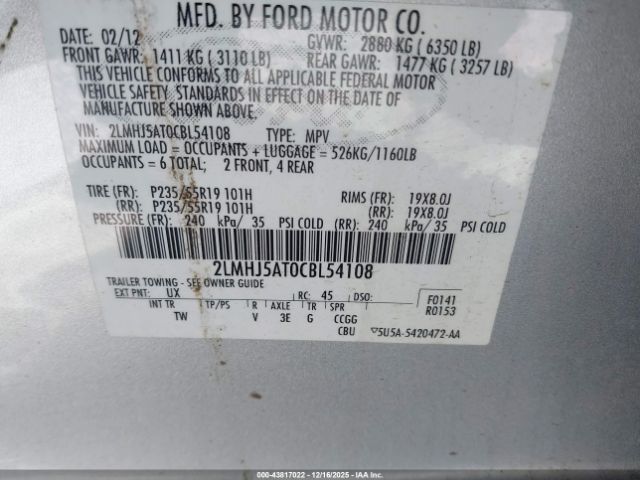 MFD. BY FORD MOTOR CO.
DATE: 02/12 GVWR: 2880 KG ( 6350 LB)
FRONT GAWR: 1411 KG ( 3110 LB) REAR GAWR: 1477 KG ( 3257 LB)
THIS VEHICLE CONFORMS TO ALL APPLICABLE FEDERAL MOTOR
VEHICLE SAFETY STANDARDS IN EFFECT ON THE DATE OF
MANUFACTURE SHOWN ABOVE.
VIN: 2LMHJ5AT0CBL54108 TYPE: MPV
MAXIMUM LOAD = OCCUPANTS + LUGGAGE = 526KG/1160LB
OCCUPANTS = 6 TOTAL; 2 FRONT, 4 REAR
TIRE (FR): P235/55R19 101H RIMS (FR): 19X8.0J
(RR): P235/55R19 101H (RR): 19X8.0J
PRESSURE (FR): 240 kPa/ 35 PSI COLD (RR): 240 kPa/ 35 PSI COLD
2LMHJ5AT0CBL54108
TRAILER TOWING - SEE OWNER GUIDE
EXT PNT: UX RC: 45 DSO: F0141
INT TR TP/PS R AXLE TR SPR R0153
TW V 3E G CCGG
CBU 5U5A-5420472-AA
000-43817022 - 12/16/2025 - IAAI.COM